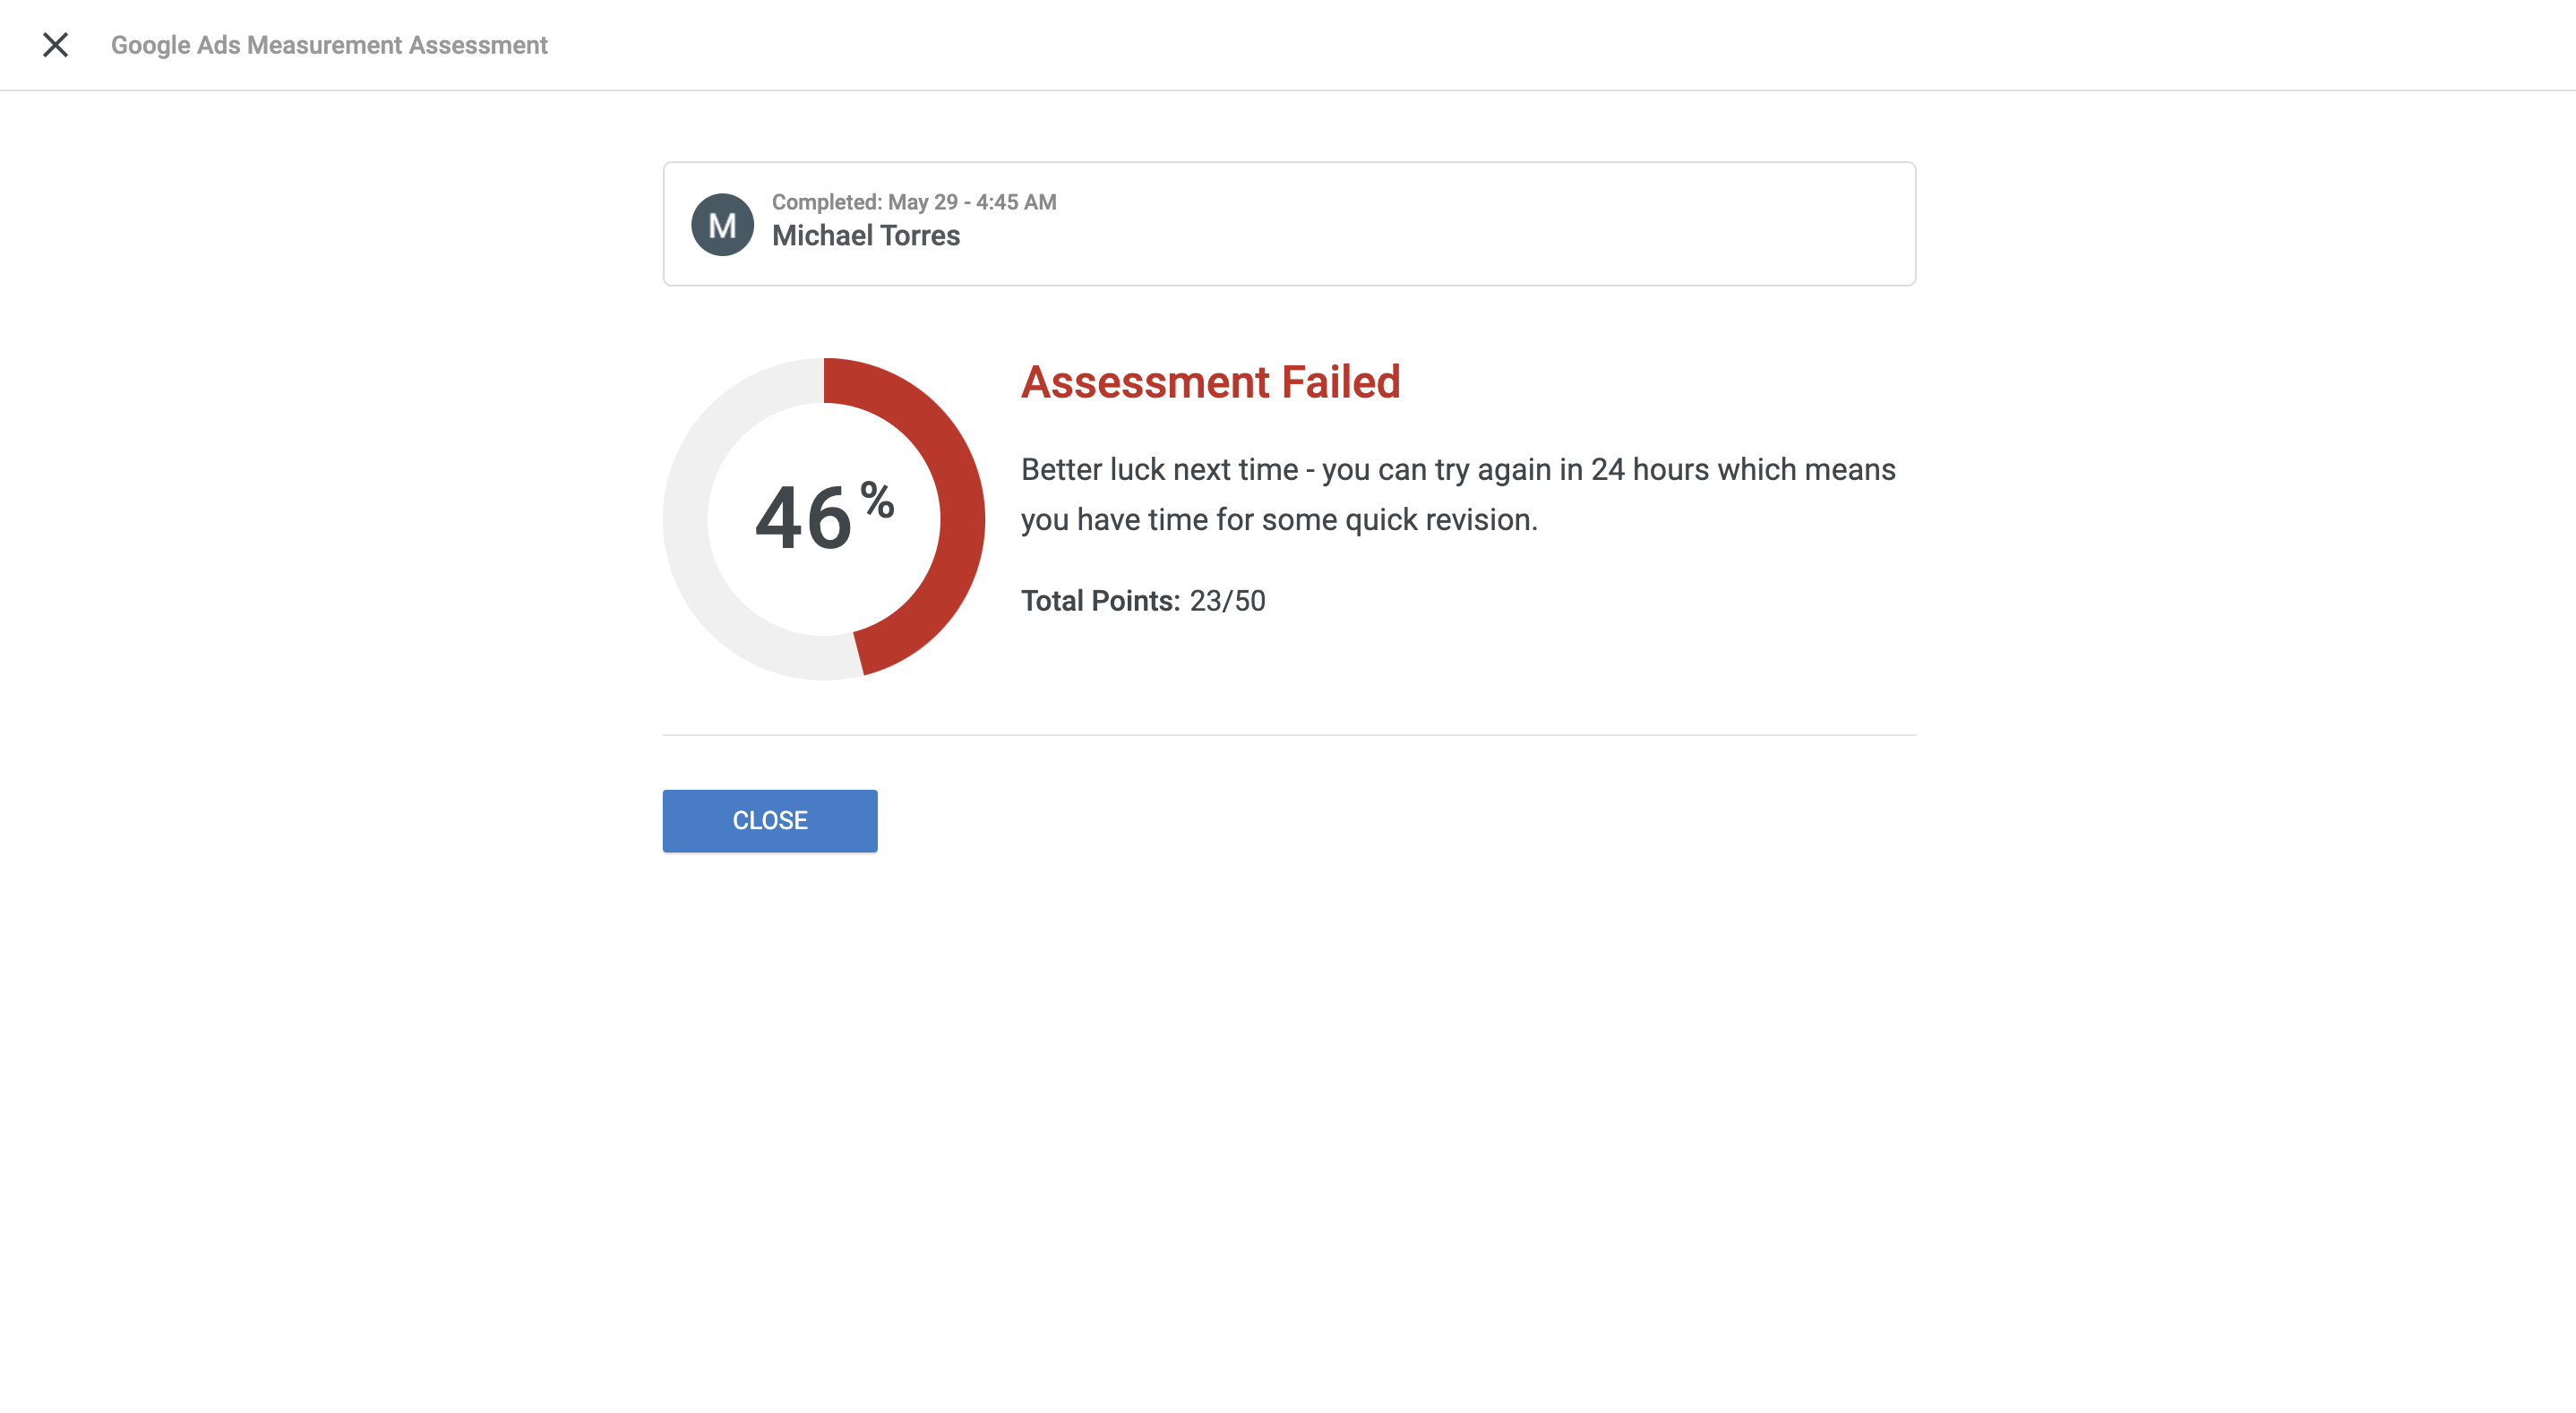 Google Ads Measurement Assessment
M
Completed: May 29 - 4:45 AM
Michael Torres
46%
Assessment Failed
Better luck next time - you can try again in 24 hours which means
you have time for some quick revision.
Total Points: 23/50
CLOSE